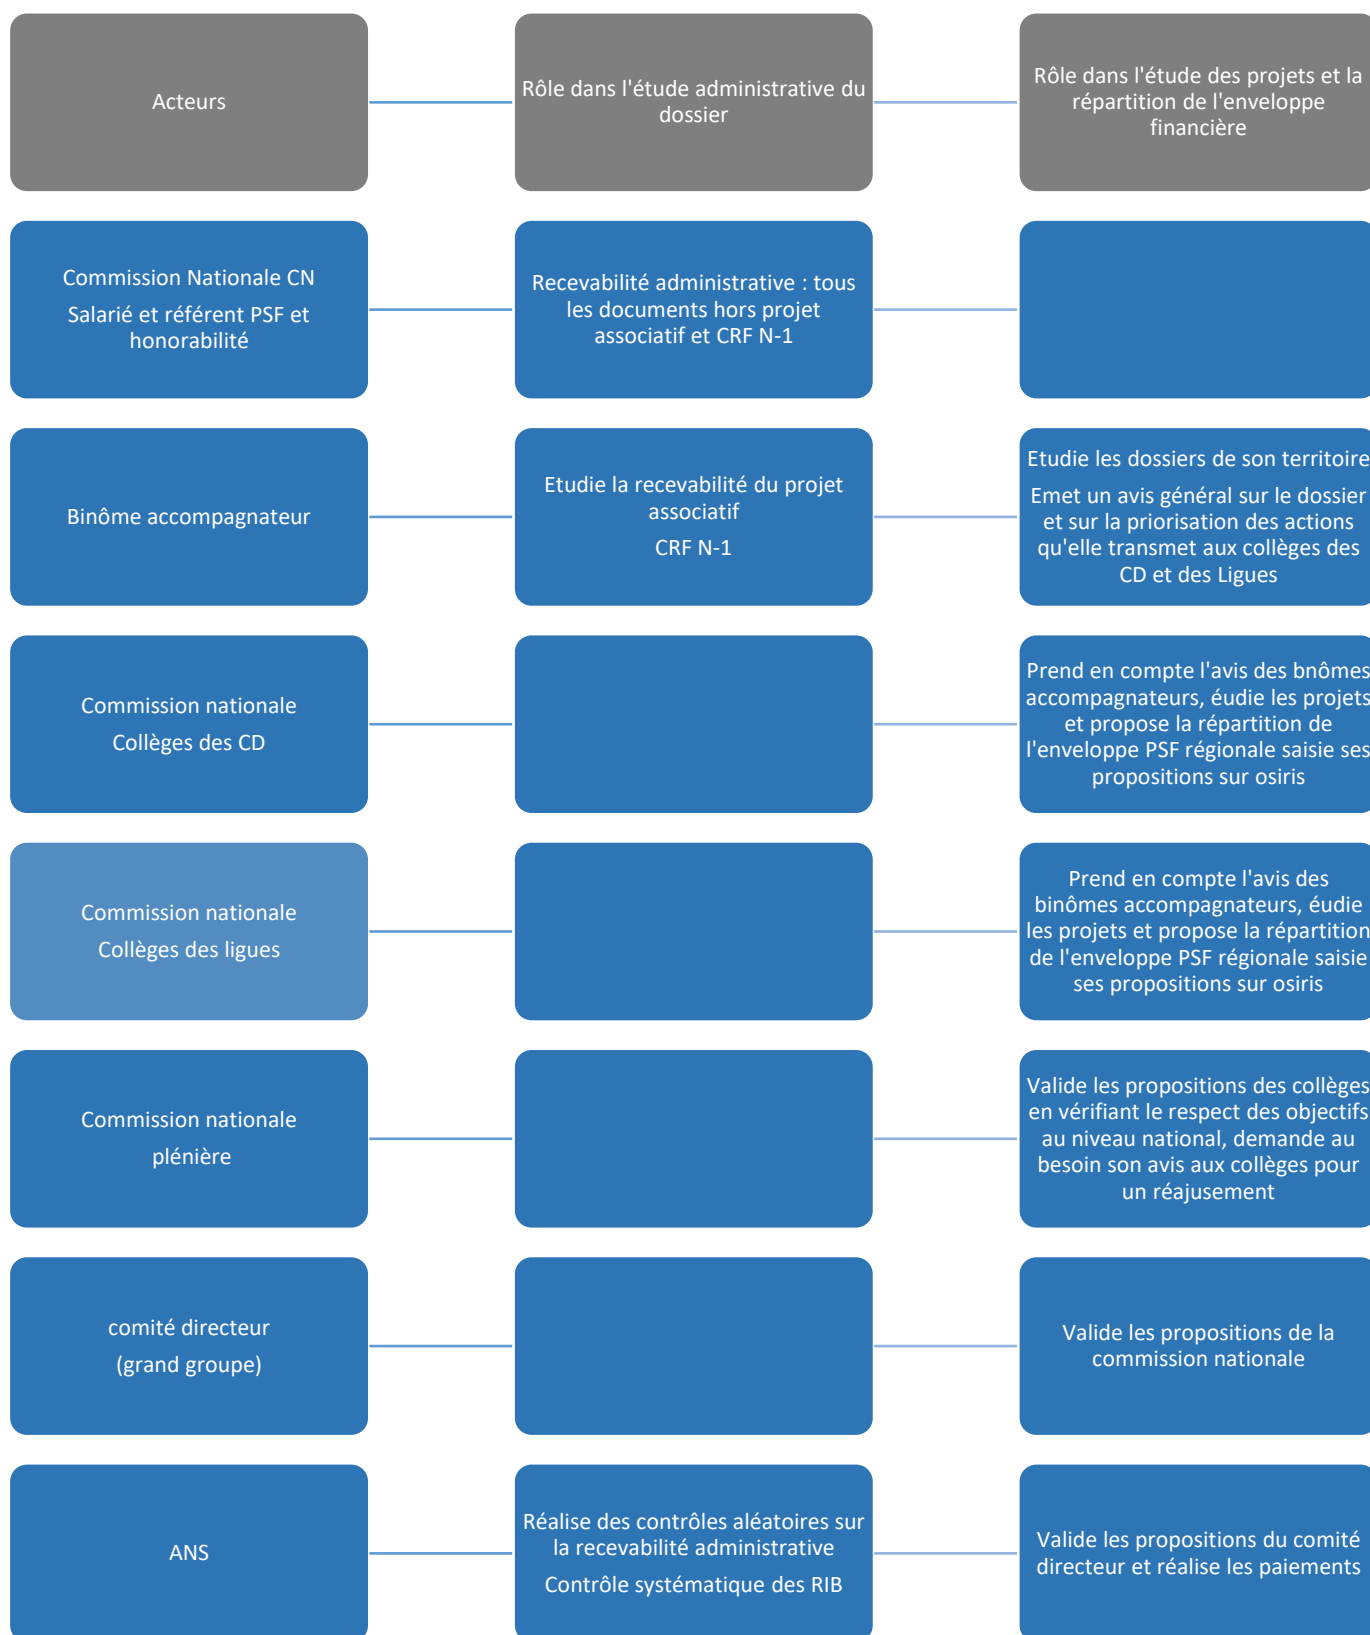 Acteurs
Rôle dans l'étude administrative du
dossier
Rôle dans l'étude des projets et la
répartition de l'enveloppe
financière
Commission Nationale CN
Salarié et référent PSF et
honorabilité
Recevabilité administrative : tous
les documents hors projet
associatif et CRF N-1
Binôme accompagnateur
Etudie la recevabilité du projet
associatif
CRF N-1
Etudie les dossiers de son territoire
Emet un avis général sur le dossier
et sur la priorisation des actions
qu'elle transmet aux collèges des
CD et des Ligues
Commission nationale
Collèges des CD
Prend en compte l'avis des bnômes
accompagnateurs, éudie les projets
et propose la répartition de
l'enveloppe PSF régionale saisie ses
propositions sur osiris
Commission nationale
Collèges des ligues
Prend en compte l'avis des
binômes accompagnateurs, éudie
les projets et propose la répartition
de l'enveloppe PSF régionale saisie
ses propositions sur osiris
Commission nationale
plénière
Valide les propositions des collèges
en vérifiant le respect des objectifs
au niveau national, demande au
besoin son avis aux collèges pour
un réajusement
comité directeur
(grand groupe)
Valide les propositions de la
commission nationale
ANS
Réalise des contrôles aléatoires sur
la recevabilité administrative
Contrôle systématique des RIB
Valide les propositions du comité
directeur et réalise les paiements